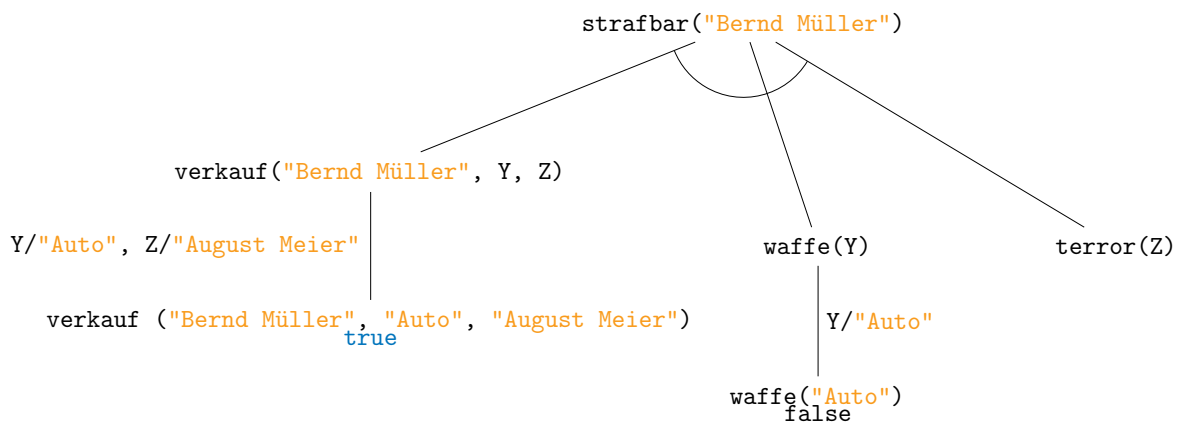 strafbar("Bernd Müller")
verkauf("Bernd Müller", Y, Z)
Y/"Auto", Z/"August Meier"
waffe(Y)
terror(Z)
verkauf ("Bernd Müller", "Auto", "August Meier")
true
Y/"Auto"
waffe("Auto")
false